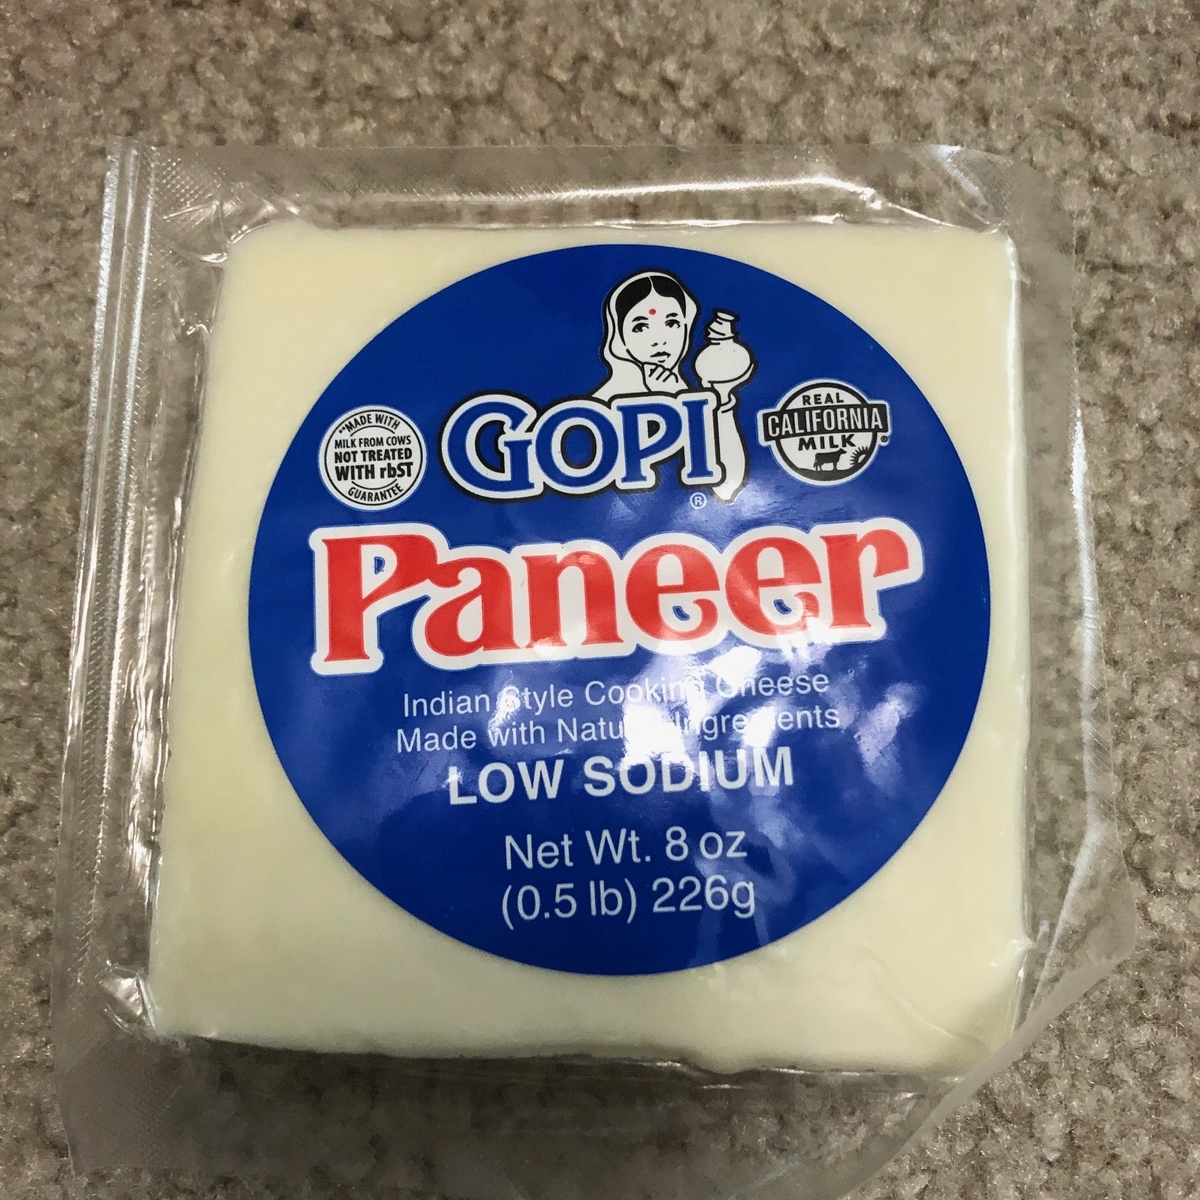 GOPI
®
**MADE WITH
MILK FROM COWS
NOT TREATED
WITH rbST
GUARANTEE
REAL
CALIFORNIA
MILK
®
Paneer
Indian Style Cooking Cheese
Made with Natural Ingredients
LOW SODIUM
Net Wt. 8 oz
(0.5 lb) 226g